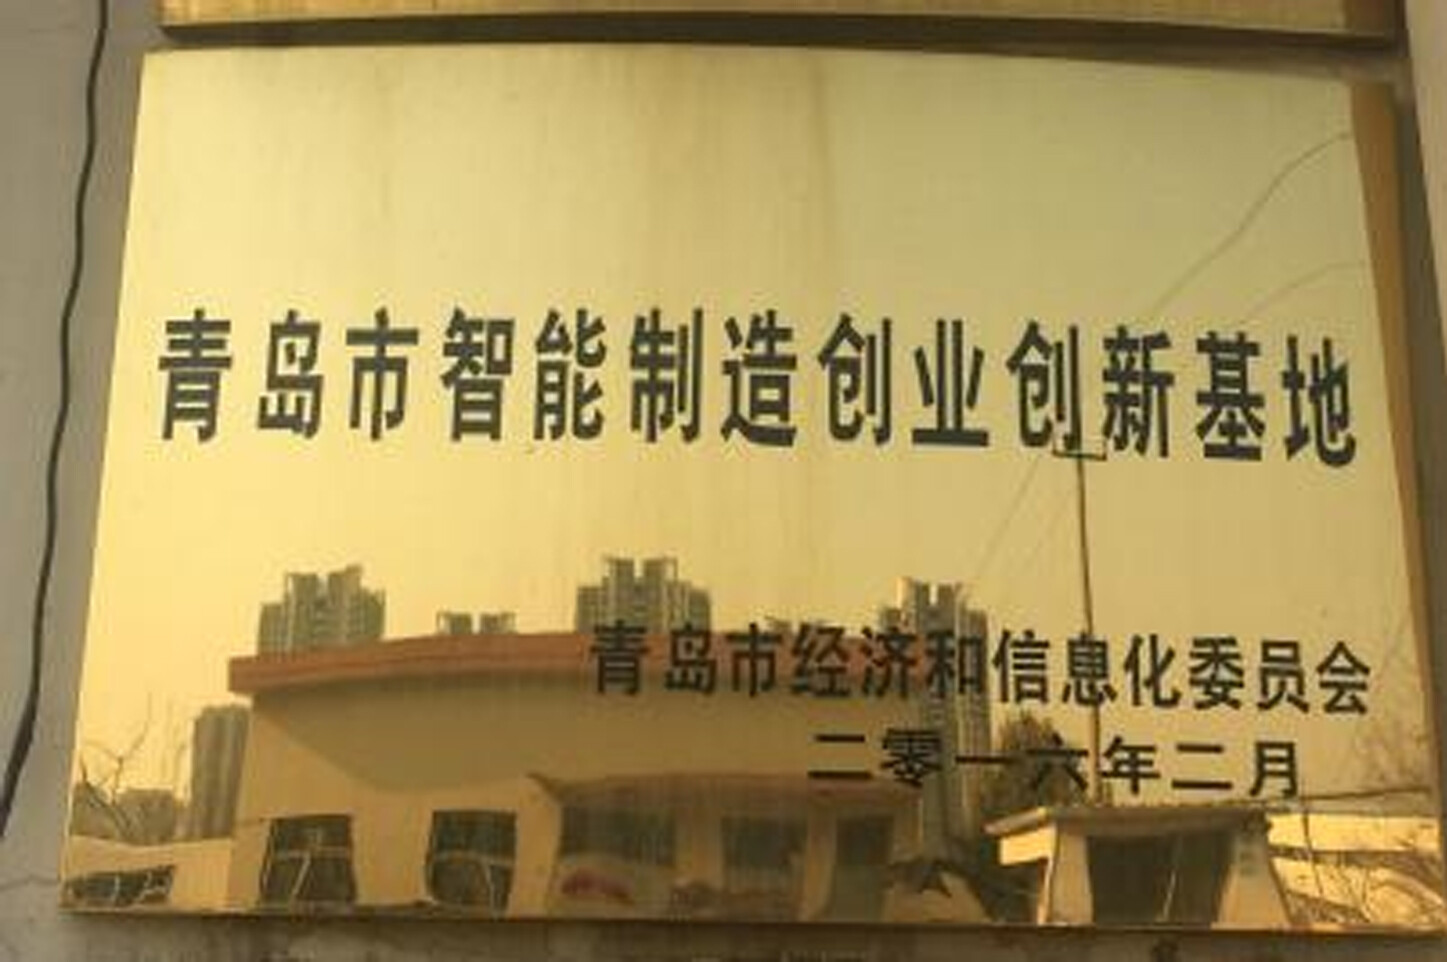 青岛市智能制造创业创新基地
青岛市经济和信息化委员会
二零一六年二月